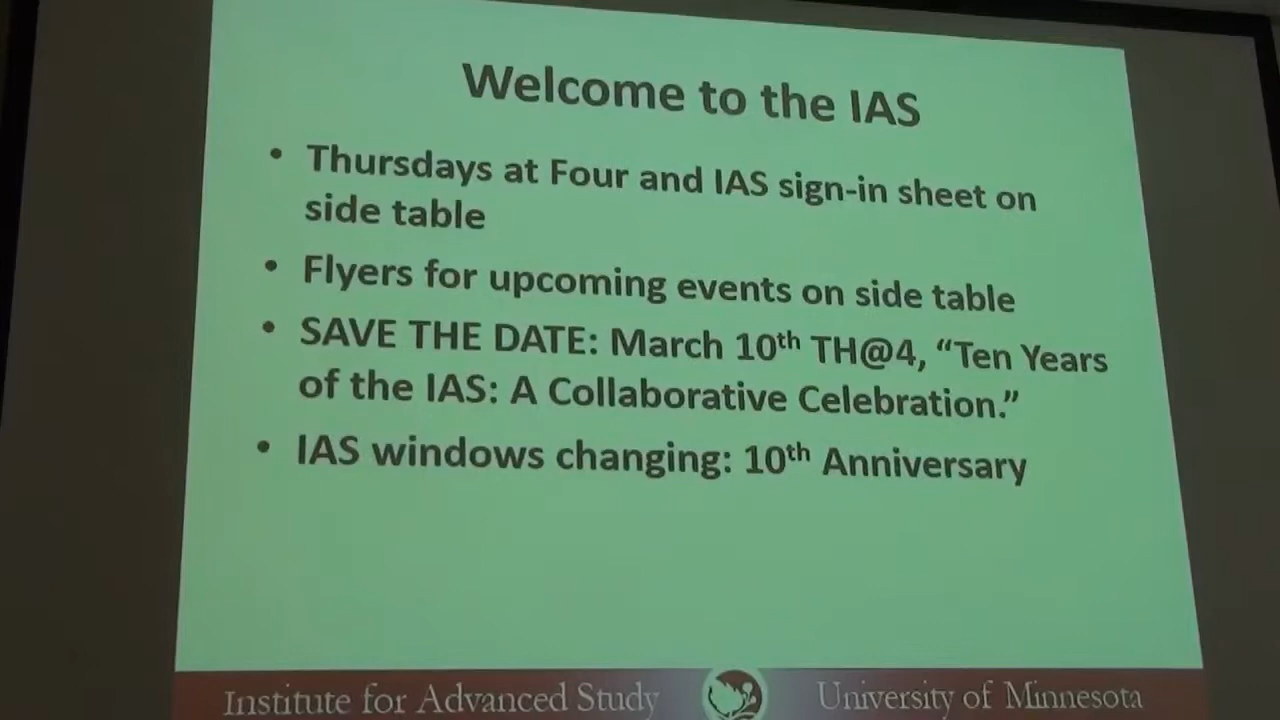 Welcome to the IAS
• Thursdays at Four and IAS sign-in sheet on
side table
• Flyers for upcoming events on side table
• SAVE THE DATE: March 10th TH@4, “Ten Years
of the IAS: A Collaborative Celebration.”
• IAS windows changing: 10th Anniversary
Institute for Advanced Study University of Minnesota